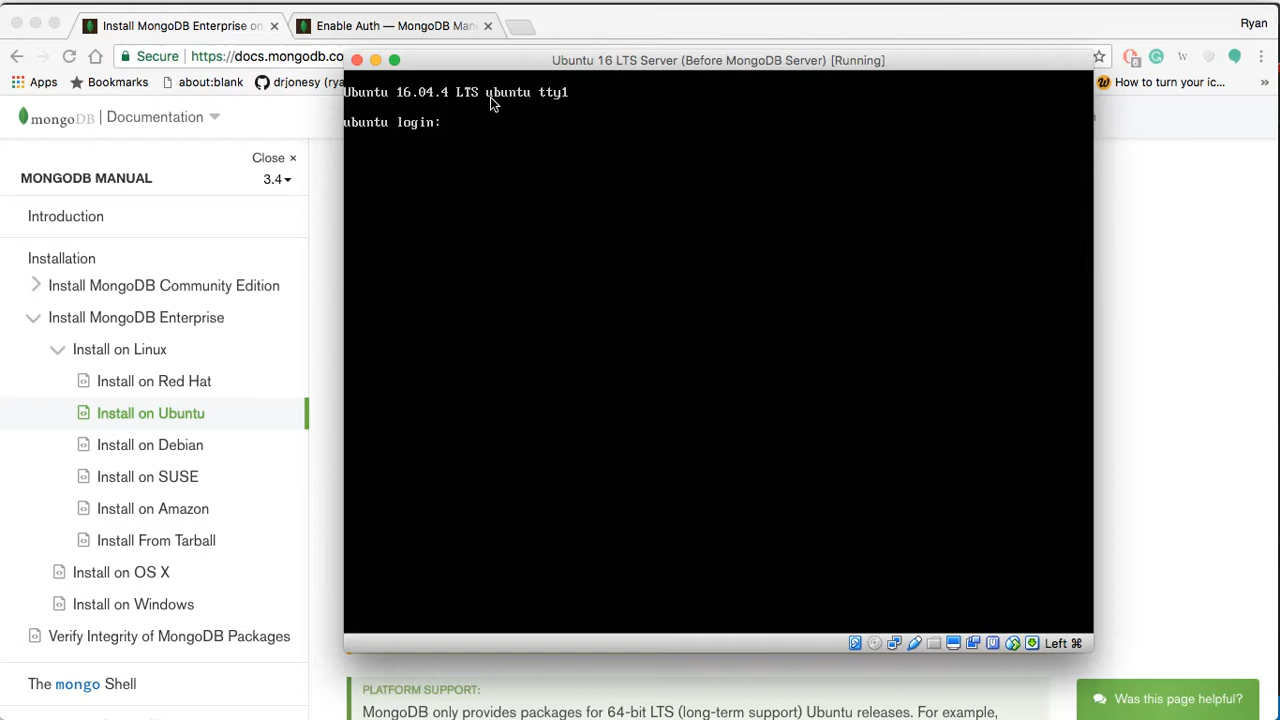 Install MongoDB Enterprise on
Enable Auth — MongoDB Manu
Ryan
Secure
https://docs.mongodb.co
6
W
Apps
Bookmarks
about:blank
drjonesy (rya
How to turn your ic...
mongoDB
Documentation
Close ×
MONGODB MANUAL
3.4
Introduction
Installation
Install MongoDB Community Edition
Install MongoDB Enterprise
Install on Linux
Install on Red Hat
Install on Ubuntu
Install on Debian
Install on SUSE
Install on Amazon
Install From Tarball
Install on OS X
Install on Windows
Verify Integrity of MongoDB Packages
The mongo Shell
Ubuntu 16 LTS Server (Before MongoDB Server) [Running]
Ubuntu 16.04.4 LTS ubuntu tty1
ubuntu login:
Left ⌘
PLATFORM SUPPORT:
MongoDB only provides packages for 64-bit LTS (long-term support) Ubuntu releases. For example,
Was this page helpful?